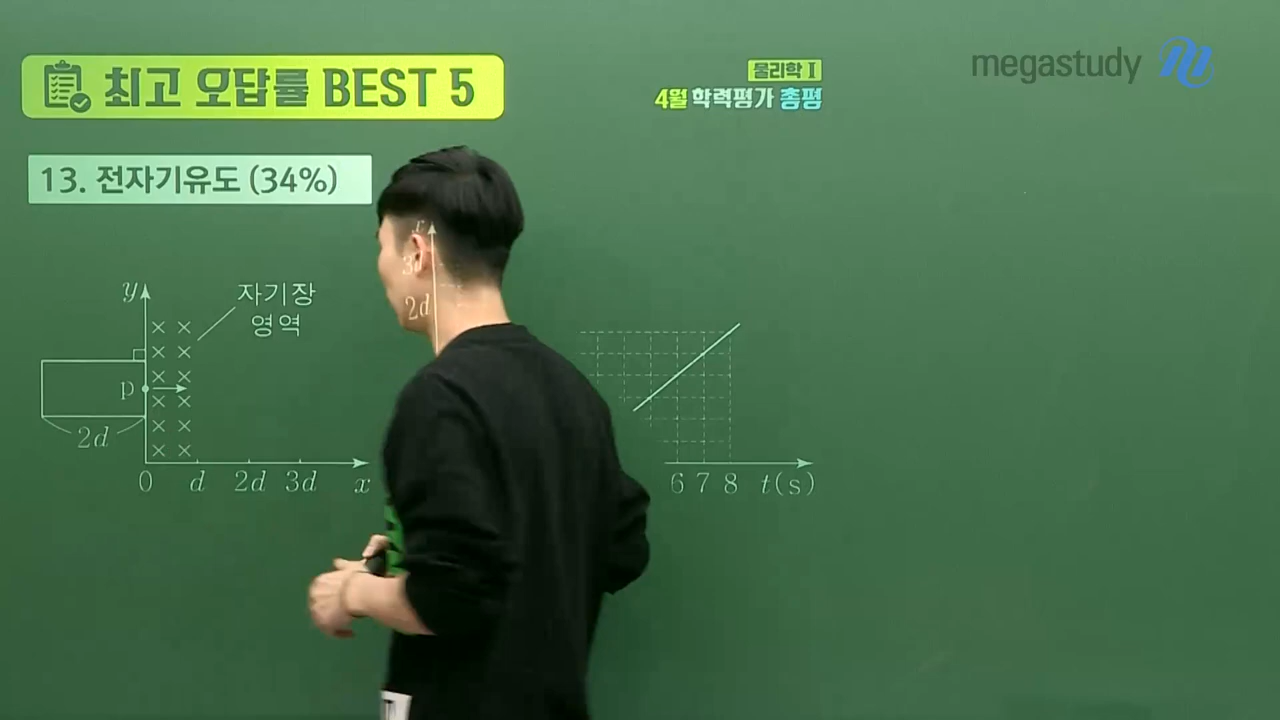 최고 오답률 BEST 5
물리학 I
4월 학력평가 총평
megastudy
13. 전자기유도 (34%)
y
자기장
영역
p
2d
0 d 2d 3d x
x
3d
2d
6 7 8 t(s)